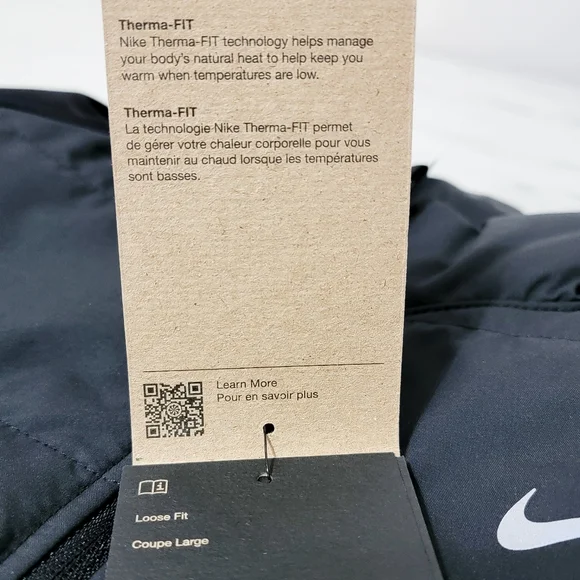 Therma-FIT
Nike Therma-FIT technology helps manage
your body's natural heat to help keep you
warm when temperatures are low.
Therma-FIT
La technologie Nike Therma-FIT permet
de gérer votre chaleur corporelle pour vous
maintenir au chaud lorsque les températures
sont basses.
Learn More
Pour en savoir plus
Loose Fit
Coupe Large